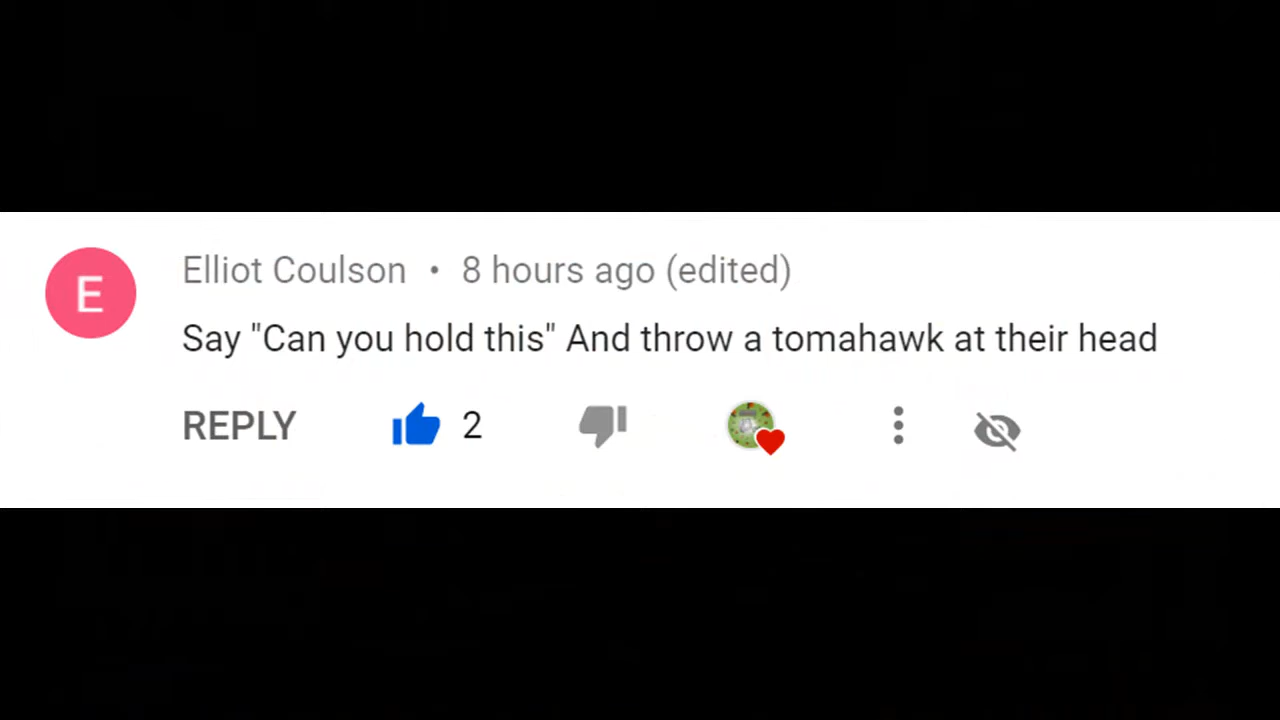 E
Elliot Coulson • 8 hours ago (edited)
Say "Can you hold this" And throw a tomahawk at their head
REPLY 2